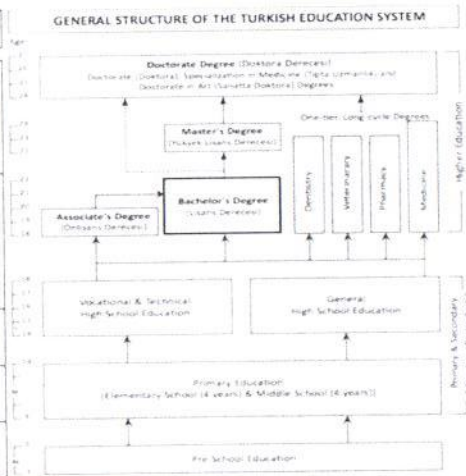 GENERAL STRUCTURE OF THE TURKISH EDUCATION SYSTEM
Doctorate Degree (Doktora Derecesi)
Doctorate (Doktora), Specialization in Medicine (Tıpta Uzmanlık) and
Doctorate in Art (Sanatta Doktora) Degrees
One-tier, Long-cycle Degrees
Master's Degree
(Yüksek Lisans Derecesi)
Dentistry
Veterinarary
Pharmacy
Medicine
Higher Education
Bachelor's Degree
(Lisans Derecesi)
Associate's Degree
(Önlisans Derecesi)
Vocational & Technical
High School Education
General
High School Education
Primary Education
(Elementary School (4 years) & Middle School (4 years))
Primary & Secondary
Pre School Education